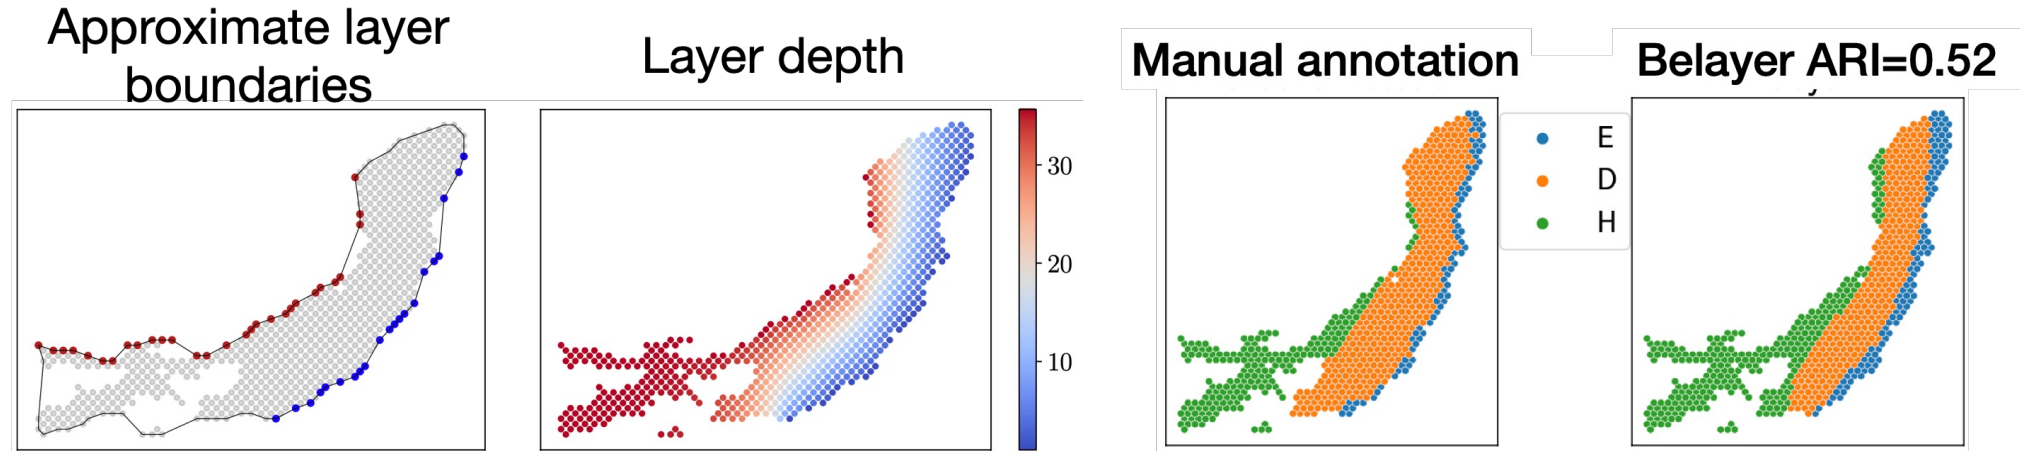 Approximate layer
boundaries
Layer depth
30
20
10
Manual annotation
E
D
H
Belayer ARI=0.52